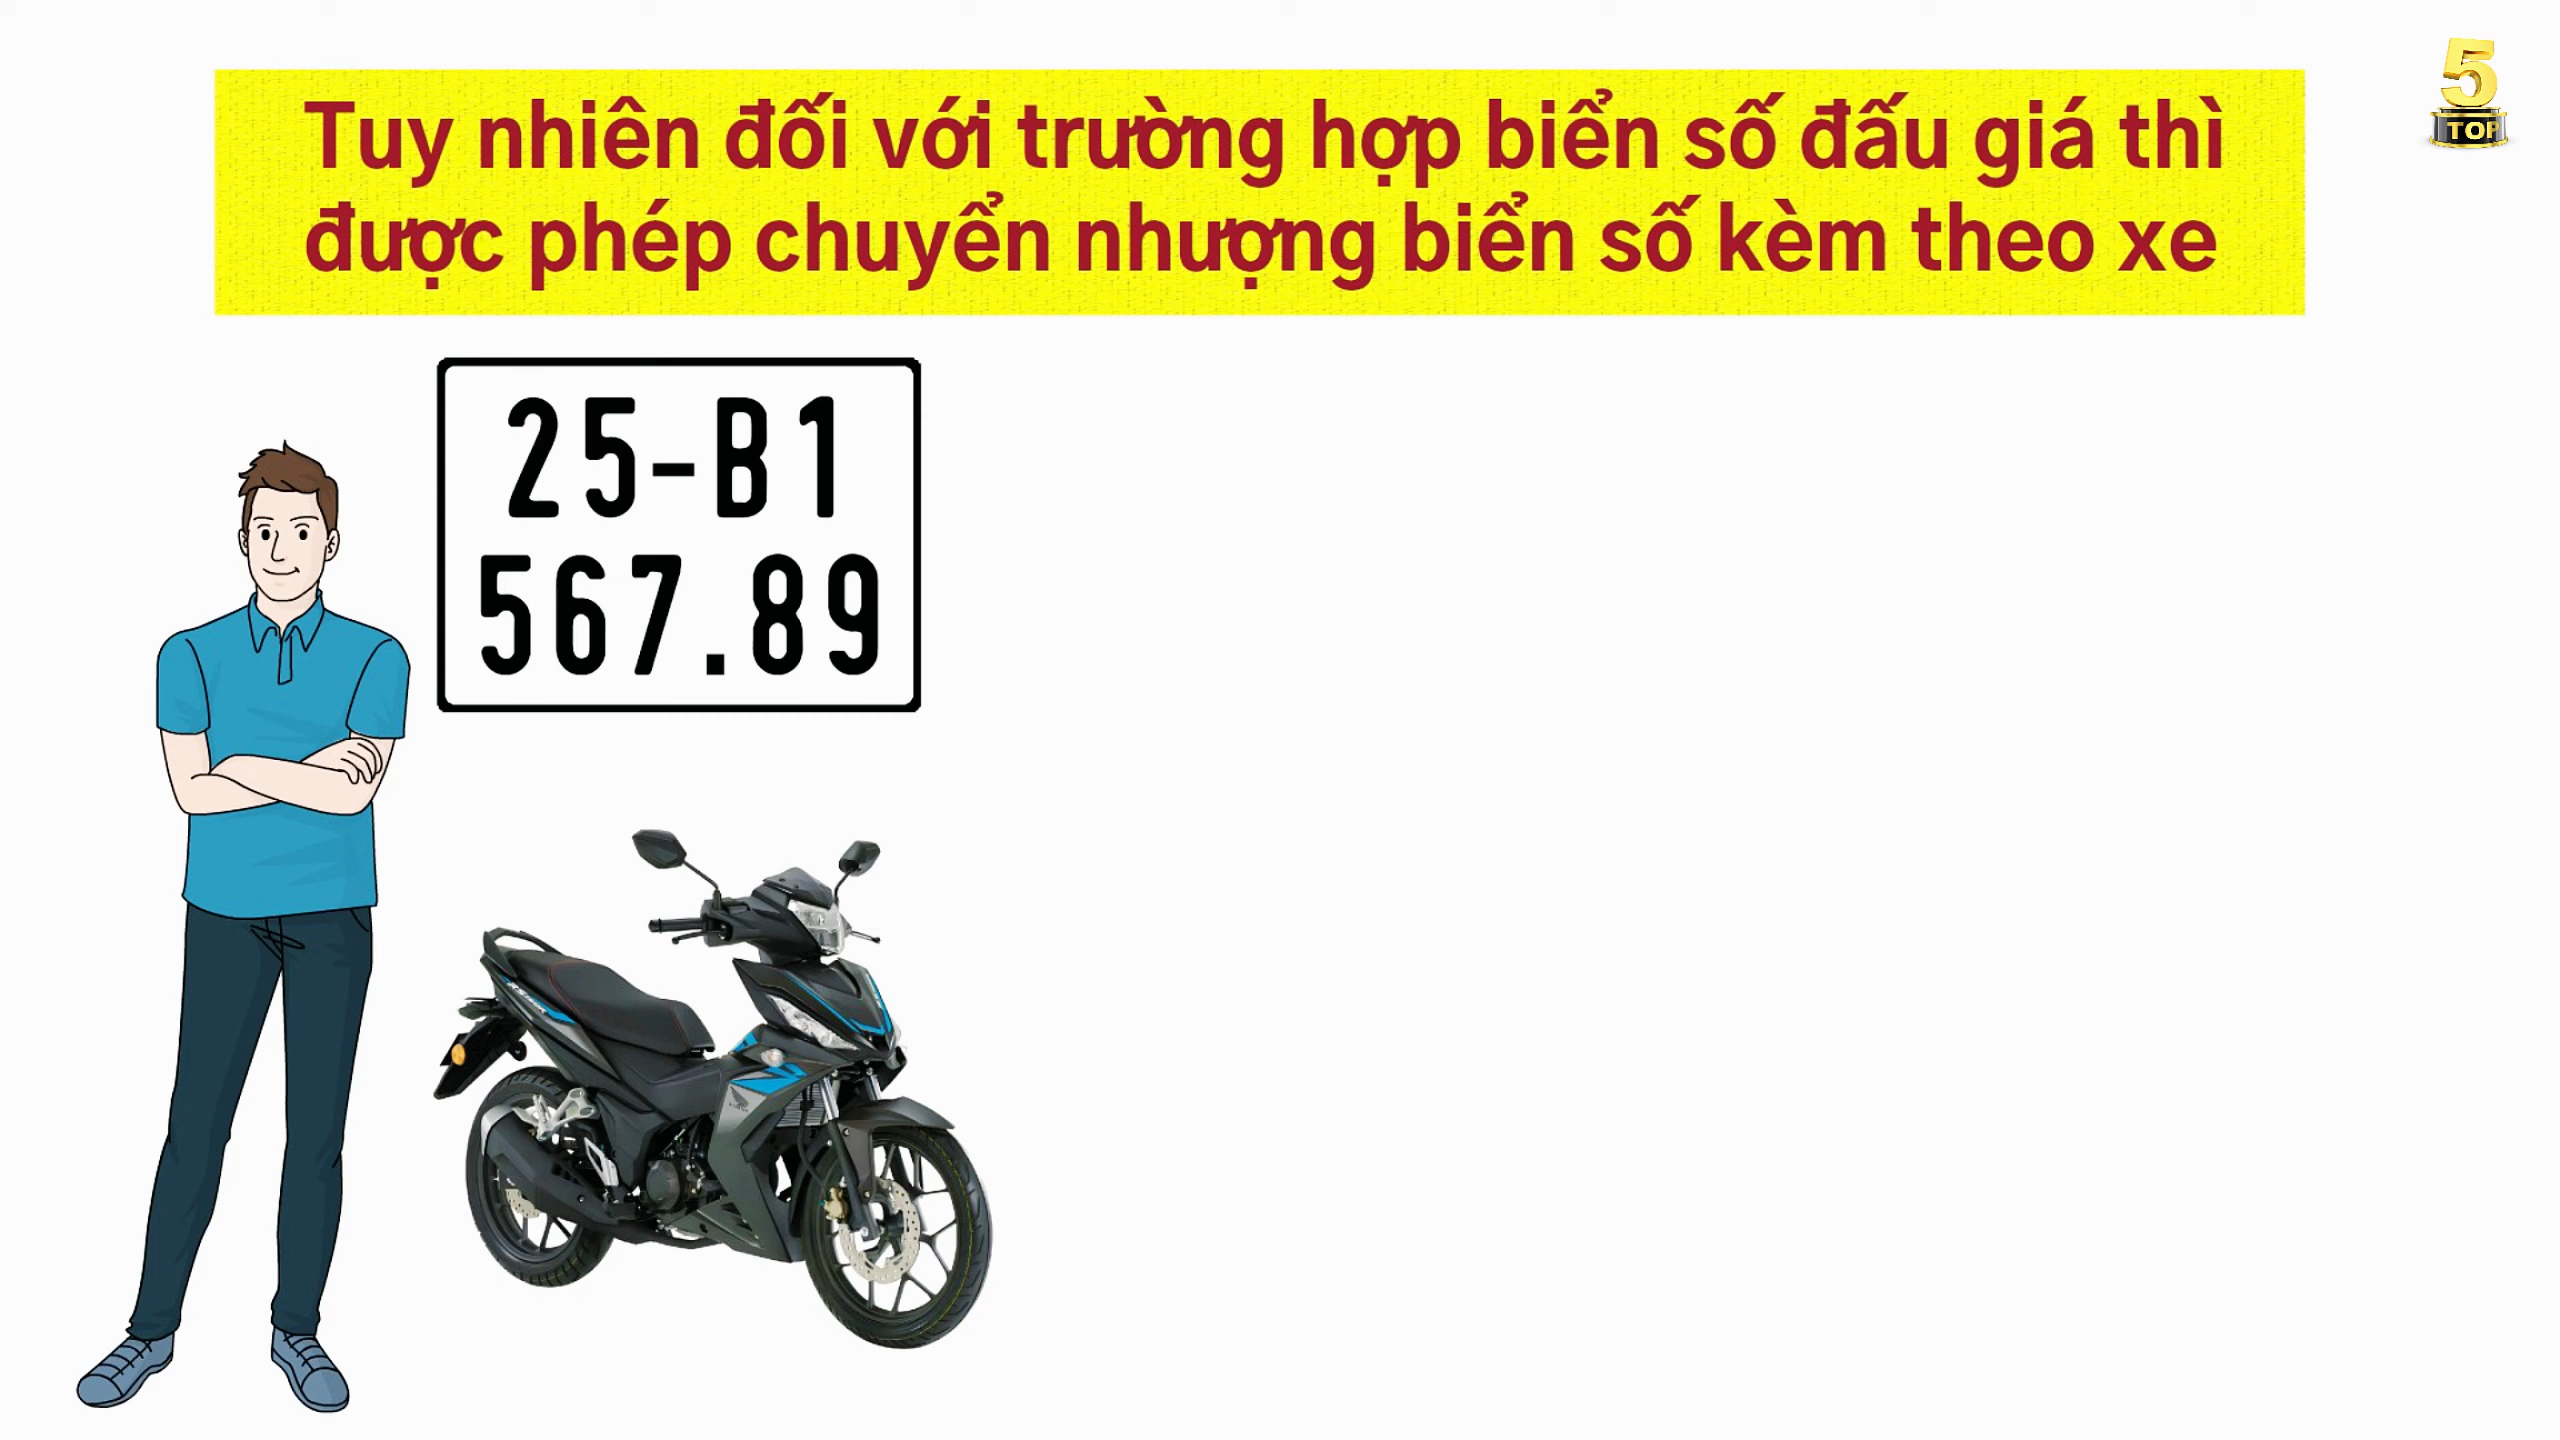 Tuy nhiên đối với trường hợp biển số đấu giá thì
được phép chuyển nhượng biển số kèm theo xe
5
TOP
25-B1
567.89